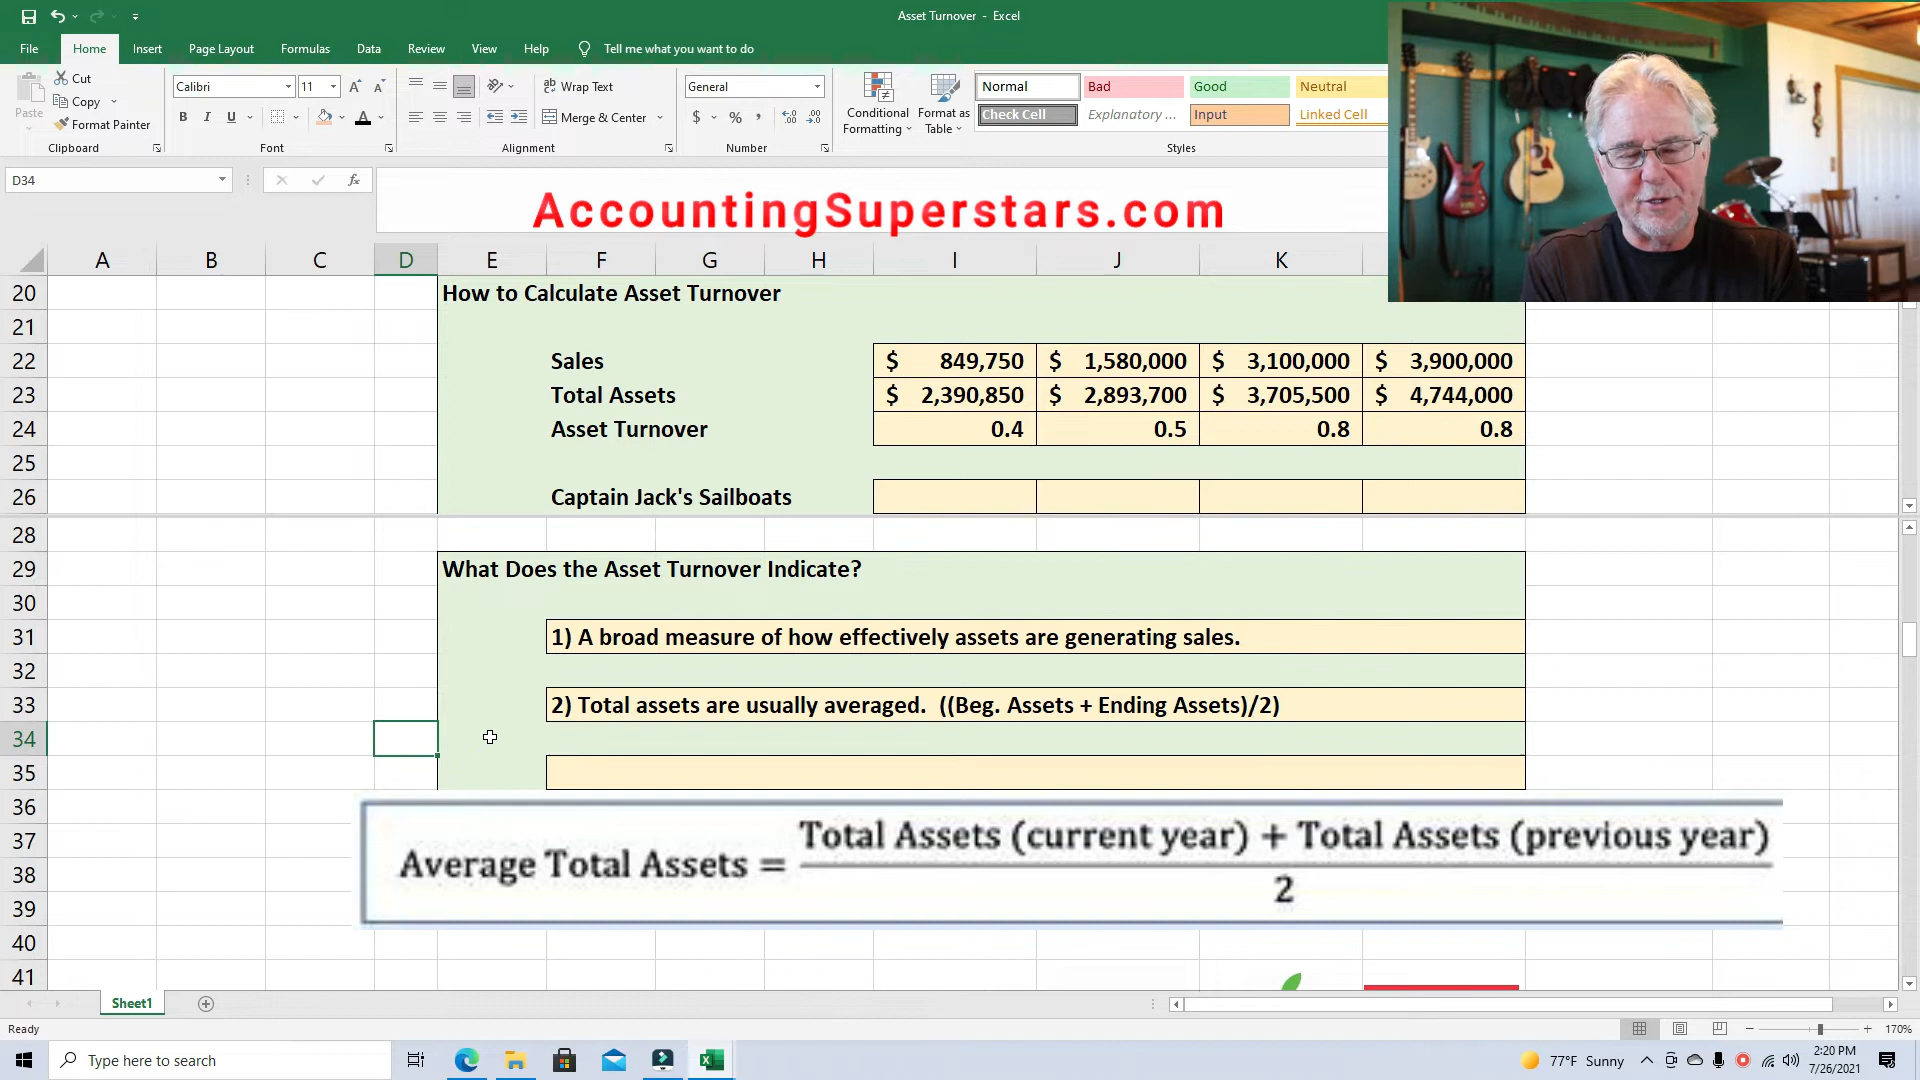 Asset Turnover - Excel
File Home Insert Page Layout Formulas Data Review View Help Tell me what you want to do
Paste
Cut
Copy
Format Painter
Clipboard
Calibri 11
B I U
Font
Wrap Text
Merge & Center
Alignment
General
$ % ,
Number
Conditional Formatting
Format as Table
Normal Bad Good Neutral
Check Cell Explanatory ... Input Linked Cell
Styles
D34
fx
AccountingSuperstars.com
A B C D E F G H I J K
20 How to Calculate Asset Turnover
21
22 Sales $ 849,750 $ 1,580,000 $ 3,100,000 $ 3,900,000
23 Total Assets $ 2,390,850 $ 2,893,700 $ 3,705,500 $ 4,744,000
24 Asset Turnover 0.4 0.5 0.8 0.8
25
26 Captain Jack's Sailboats
28
29 What Does the Asset Turnover Indicate?
30
31 1) A broad measure of how effectively assets are generating sales.
32
33 2) Total assets are usually averaged. ((Beg. Assets + Ending Assets)/2)
34
35
36
37
38
39
40
41
Average Total Assets = Total Assets (current year) + Total Assets (previous year)
2
Sheet1
Ready
170%
Type here to search
77°F Sunny
2:20 PM
7/26/2021